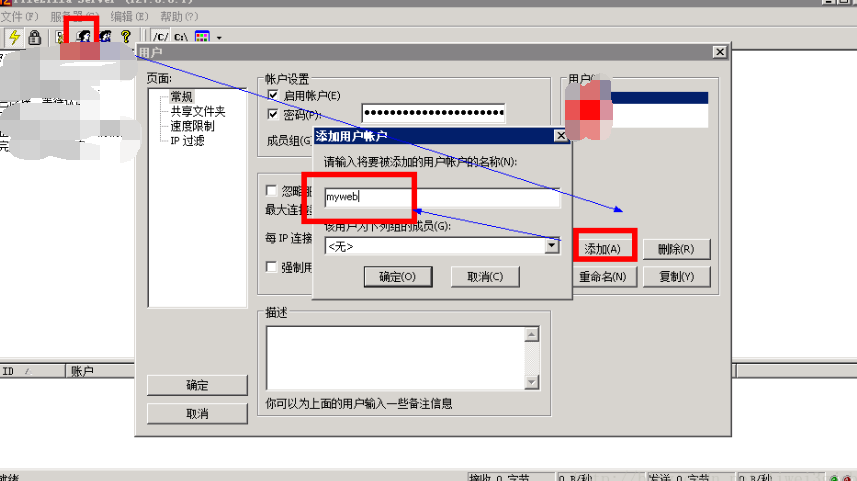 FileZilla Server (127.0.0.1)
文件(F) 服务器(S) 编辑(E) 帮助(?)
/C/ C:\
用户
页面:
常规
共享文件夹
速度限制
IP 过滤
帐户设置
启用帐户(E)
密码(P):
成员组(G
用户
添加用户帐户
请输入将要被添加的用户帐户的名称(N):
myweb
该用户为下列组的成员(G):
<无>
确定(O) 取消(C)
忽略
最大连接
每 IP 连接
强制用
添加(A) 删除(R)
重命名(N) 复制(Y)
描述
你可以为上面的用户输入一些备注信息
确定
取消
ID / 账户
就绪 接收 0 字节 0 B/秒 发送 0 字节 0 B/秒